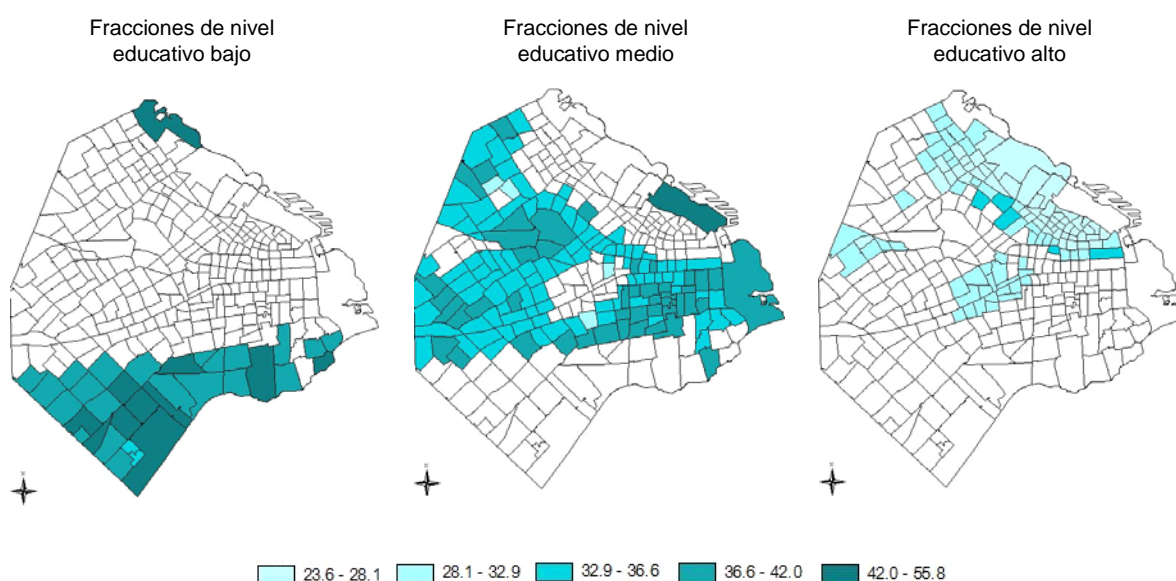 Fracciones de nivel
educativo bajo
Fracciones de nivel
educativo medio
Fracciones de nivel
educativo alto
23.6 - 28.1
28.1 - 32.9
32.9 - 36.6
36.6 - 42.0
42.0 - 55.8